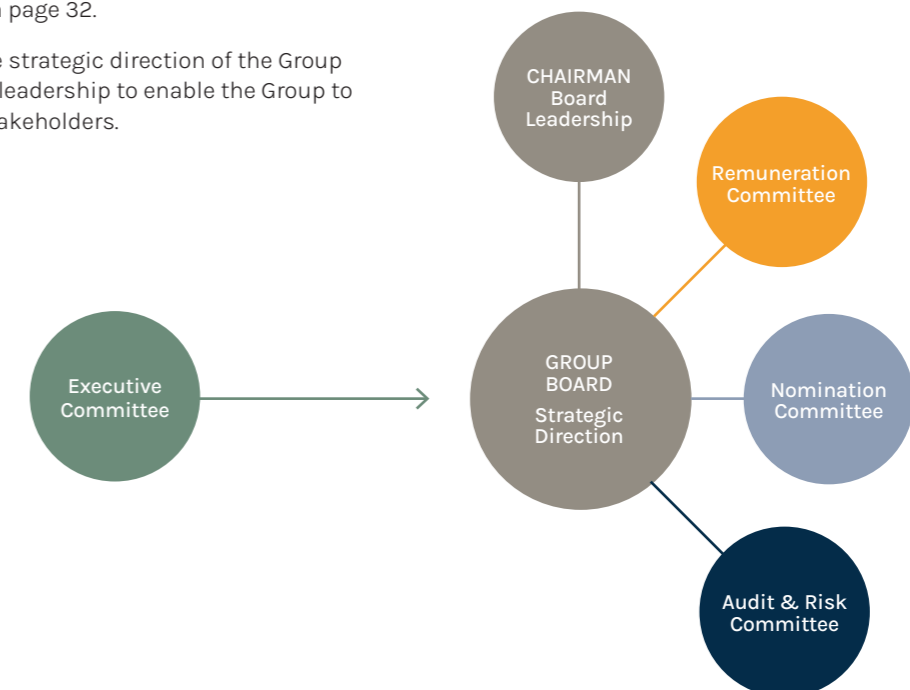 page 32.
strategic direction of the Group
leadership to enable the Group to
akeholders.
CHAIRMAN
Board
Leadership
Remuneration
Committee
GROUP
BOARD
Strategic
Direction
Executive
Committee
Nomination
Committee
Audit & Risk
Committee